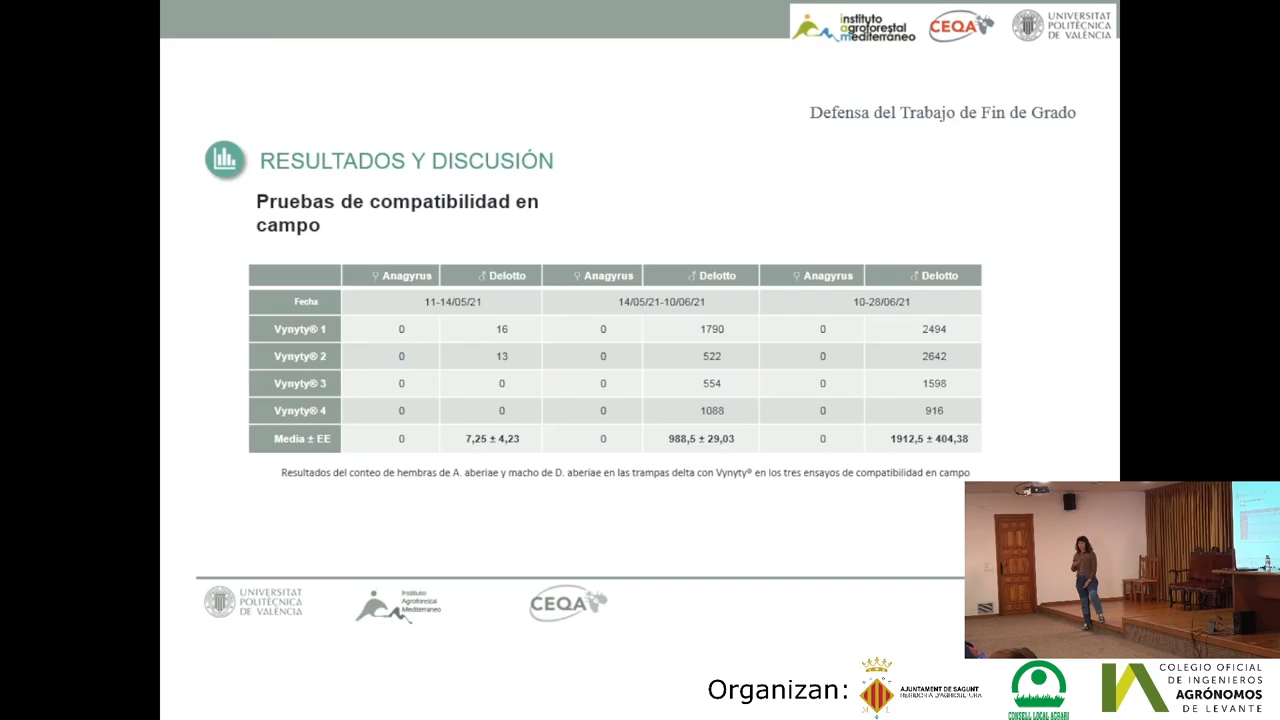 instituto
agroforestal
mediterráneo
CEQA
UNIVERSITAT
POLITÈCNICA
DE VALÈNCIA
Defensa del Trabajo de Fin de Grado
RESULTADOS Y DISCUSIÓN
Pruebas de compatibilidad en
campo
♀ Anagyrus ♂ Delotto ♀ Anagyrus ♂ Delotto ♀ Anagyrus ♂ Delotto
Fecha 11-14/05/21 14/05/21-10/06/21 10-28/06/21
Vynyty® 1 0 16 0 1790 0 2494
Vynyty® 2 0 13 0 522 0 2642
Vynyty® 3 0 0 0 554 0 1598
Vynyty® 4 0 0 0 1088 0 916
Media ± EE 0 7,25 ± 4,23 0 988,5 ± 29,03 0 1912,5 ± 404,38
Resultados del conteo de hembras de A. aberiae y macho de D. aberiae en las trampas delta con Vynyty® en los tres ensayos de compatibilidad en campo
UNIVERSITAT
POLITÈCNICA
DE VALÈNCIA
Instituto
Agroforestal
Mediterráneo
CEQA
Organizan:
AJUNTAMENT DE SAGUNT
REGIDORIA D'AGRICULTURA
CONSELL LOCAL AGRARI
COLEGIO OFICIAL
DE INGENIEROS
AGRÓNOMOS
DE LEVANTE